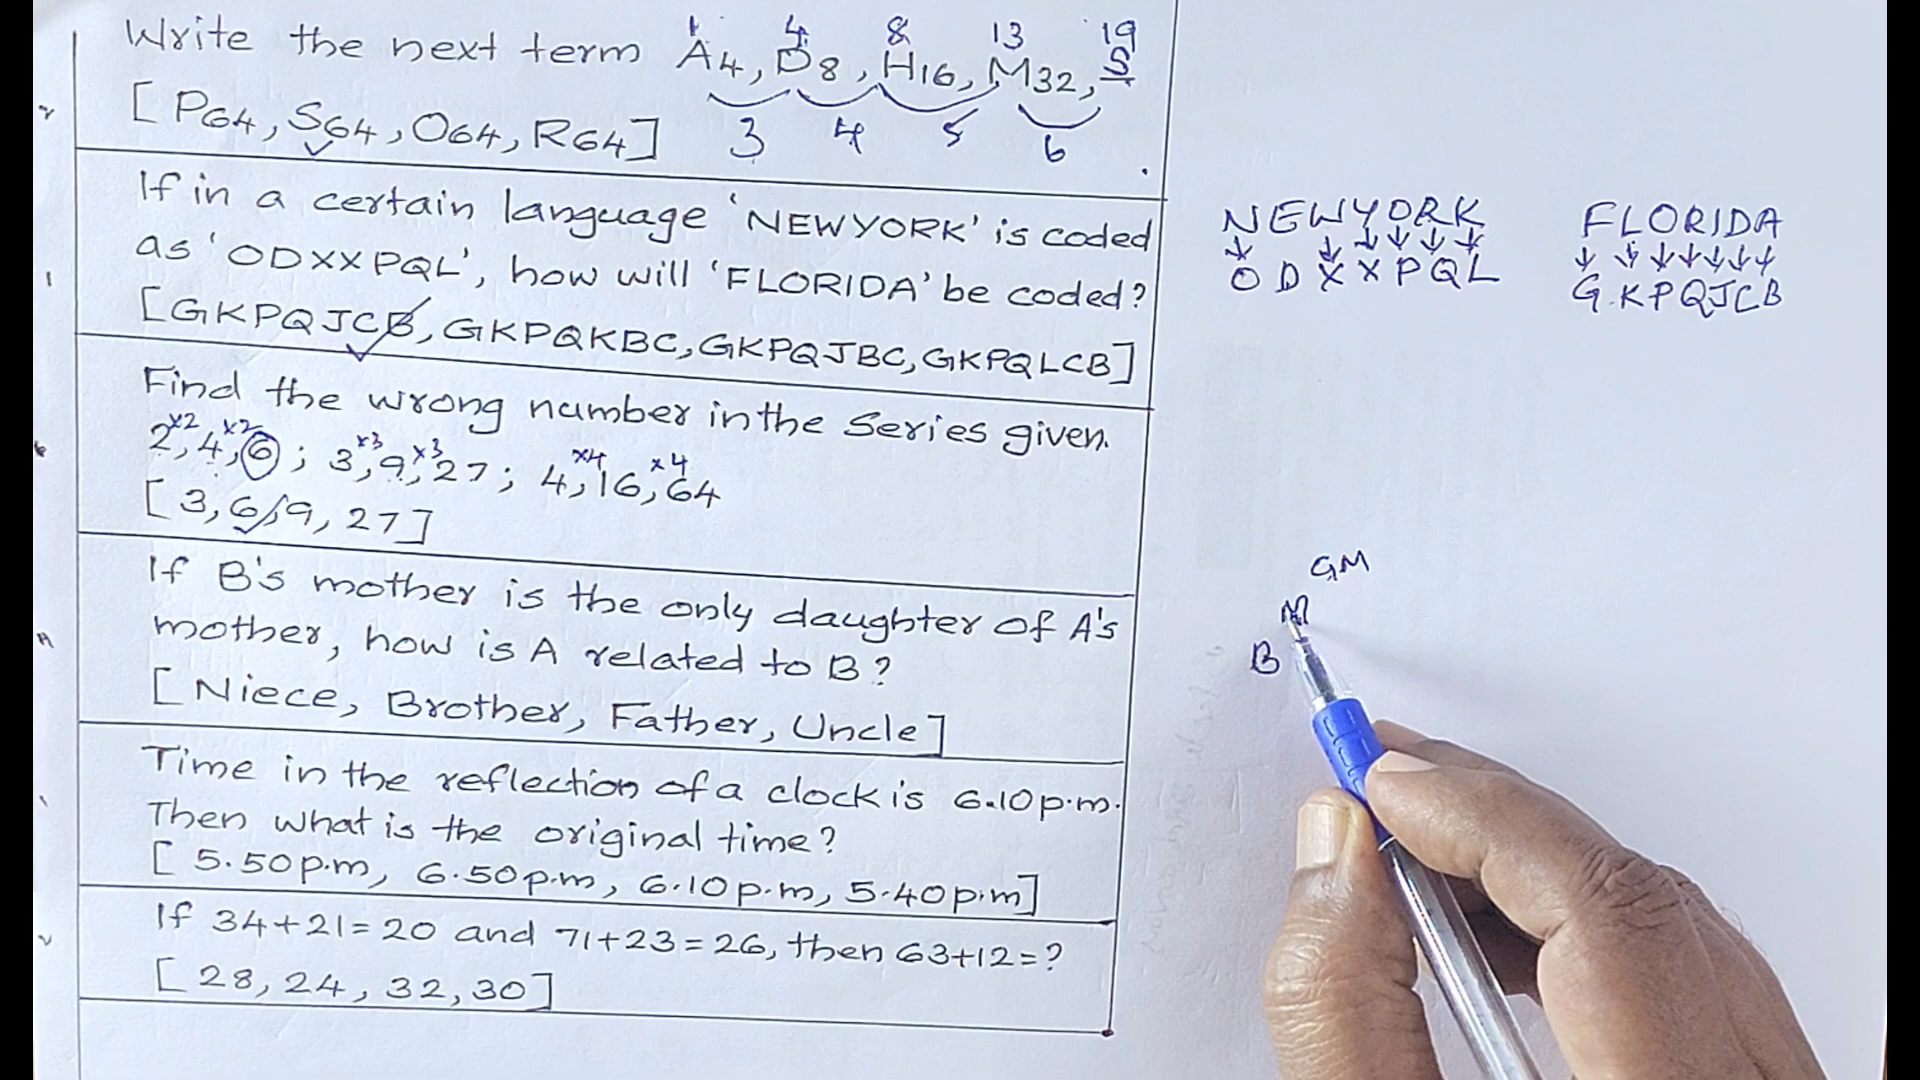 1 4 8 13 19
Write the next term A4, D8, H16, M32, S
[P64, S64, O64, R64] 3 4 5 6
If in a certain language 'NEWYORK' is coded
as 'ODXXPQL', how will 'FLORIDA' be coded?
[GKPQJCB, GKPQKBC, GKPQJBC, GKPQLCB]
NEWYORK FLORIDA
ODXXPQL G.KPQJCB
Find the wrong number in the Series given.
×2 ×2 ×3 ×3 ×4 ×4
2, 4, 6; 3, 9, 27; 4, 16, 64
[3, 6, 9, 27]
If B's mother is the only daughter of A's
mother, how is A related to B?
[Niece, Brother, Father, Uncle]
GM
M
B
Time in the reflection of a clock is 6.10p.m.
Then what is the original time?
[5.50p.m, 6.50p.m, 6.10p.m, 5.40p.m]
If 34+21=20 and 71+23=26, then 63+12=?
[28, 24, 32, 30]